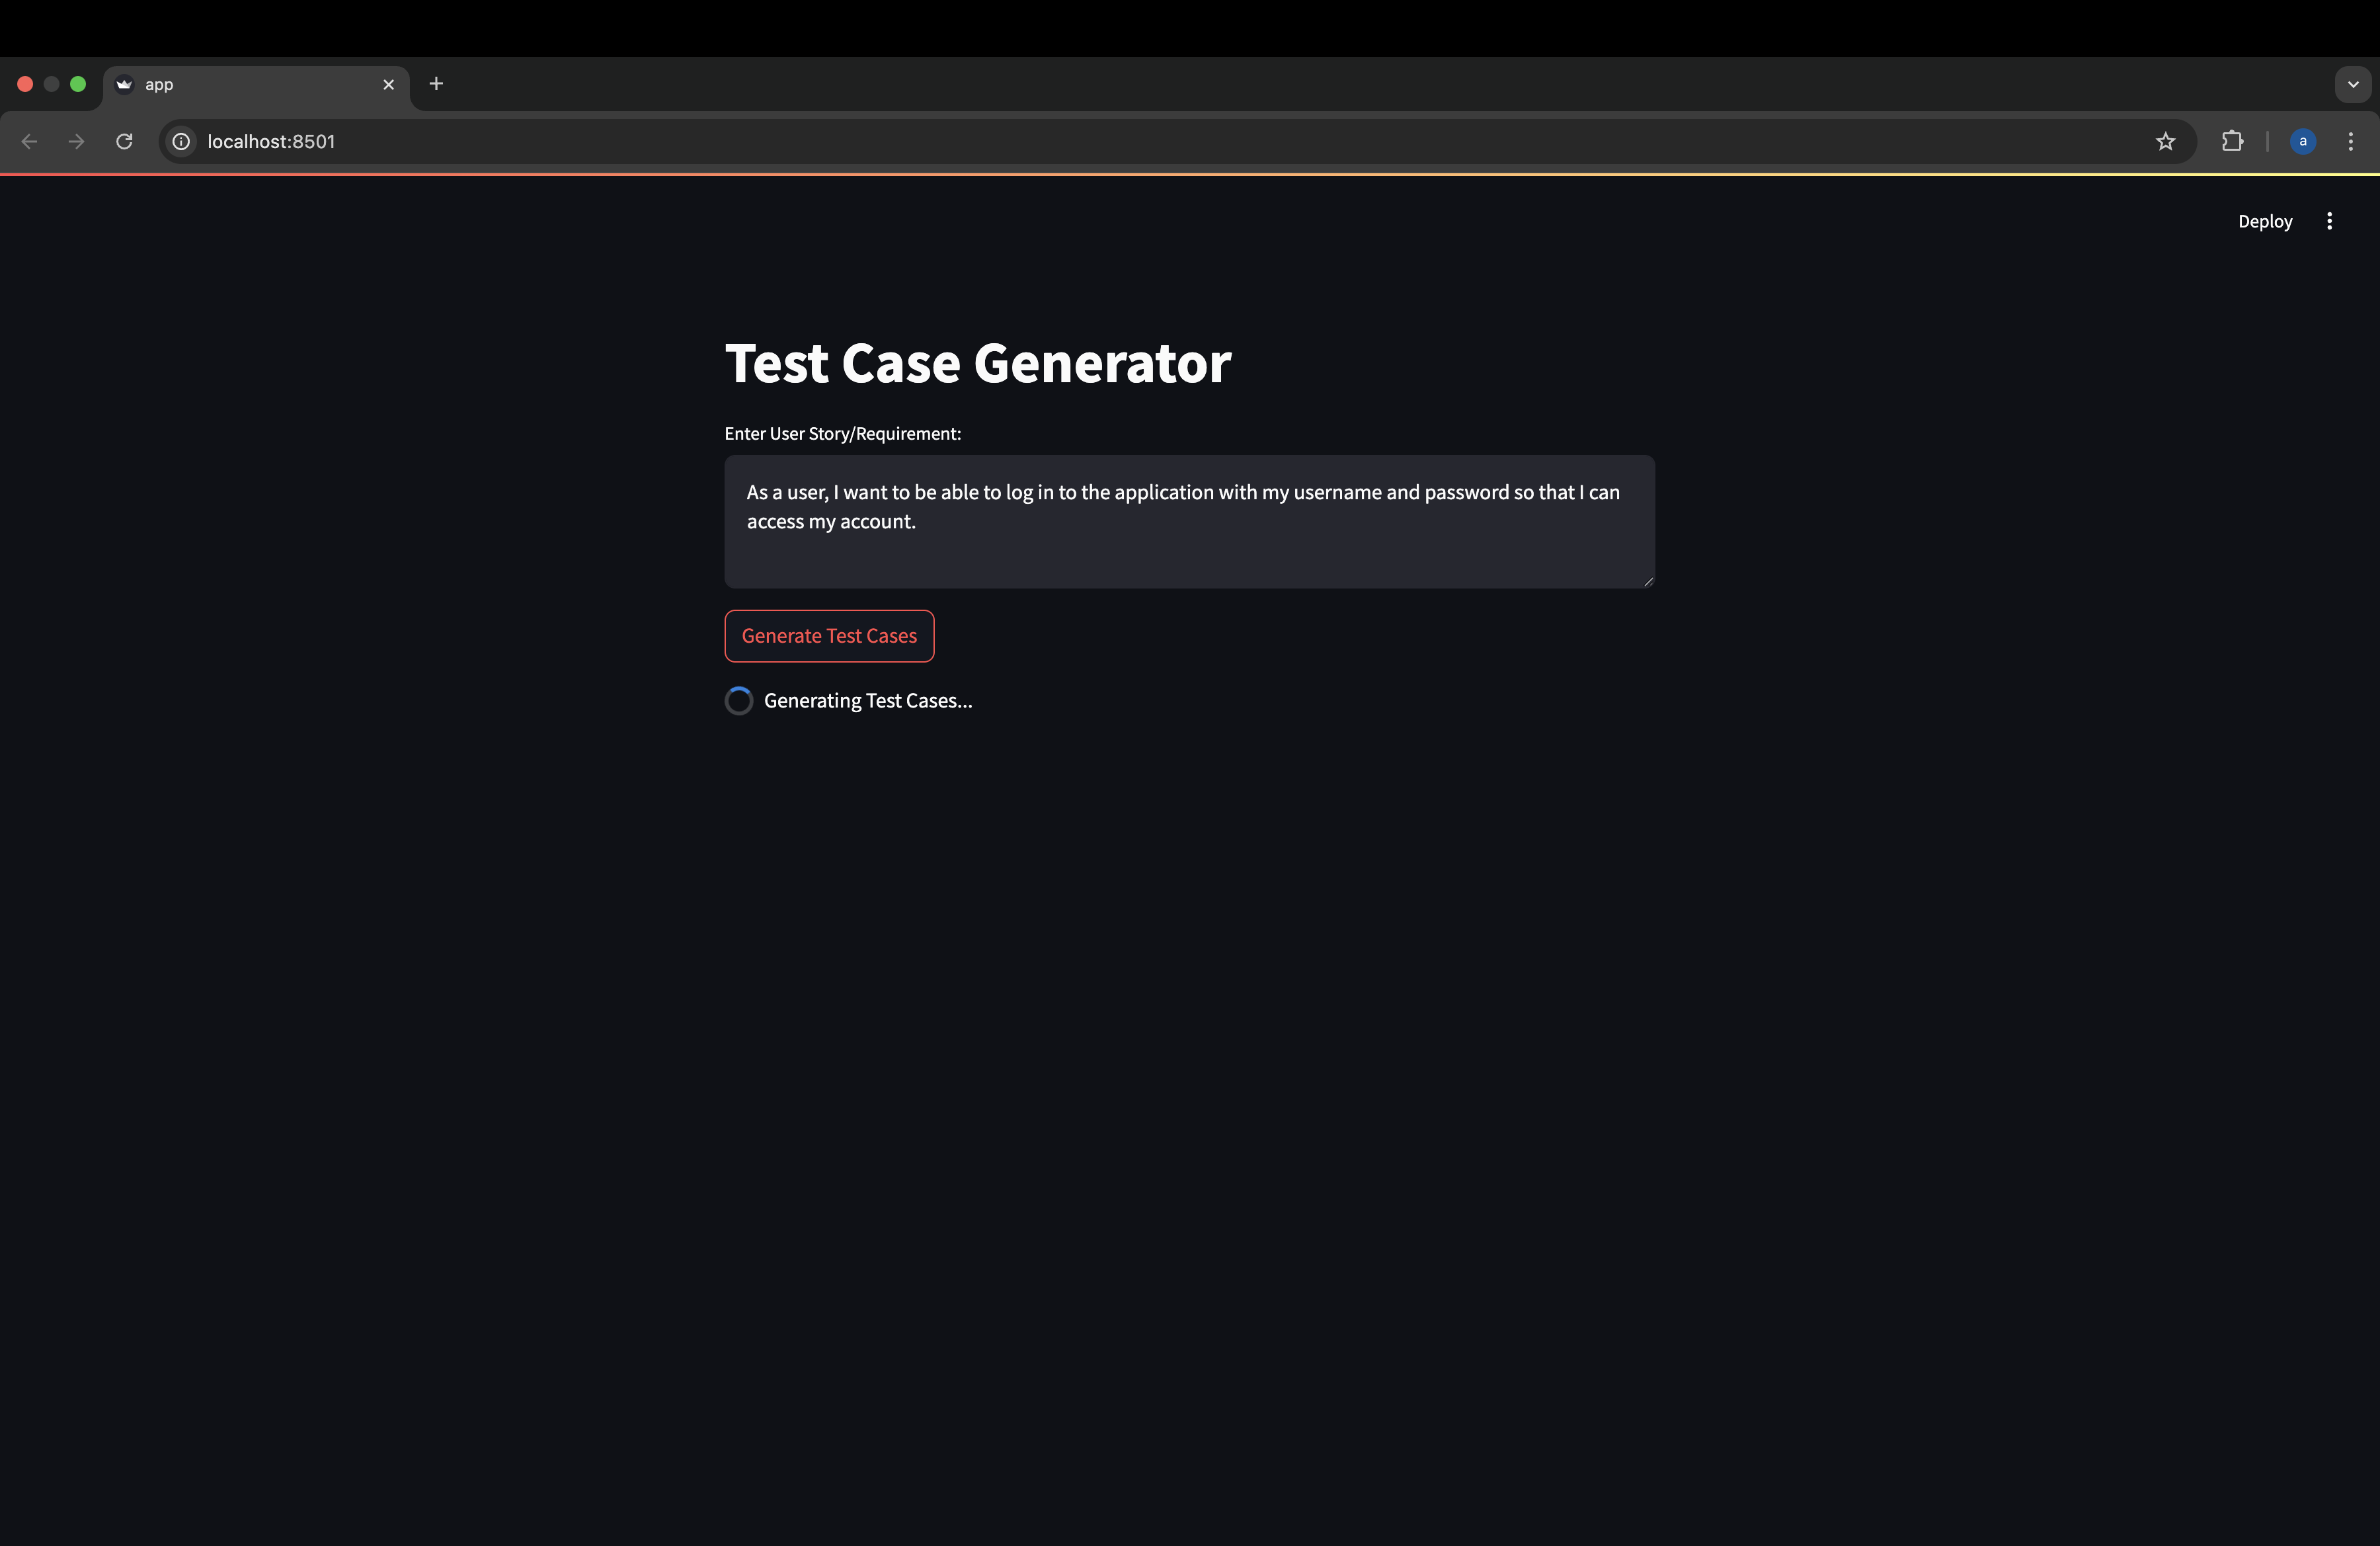 app
localhost:8501
a
Deploy
Test Case Generator
Enter User Story/Requirement:
As a user, I want to be able to log in to the application with my username and password so that I can
access my account.
Generate Test Cases
Generating Test Cases...